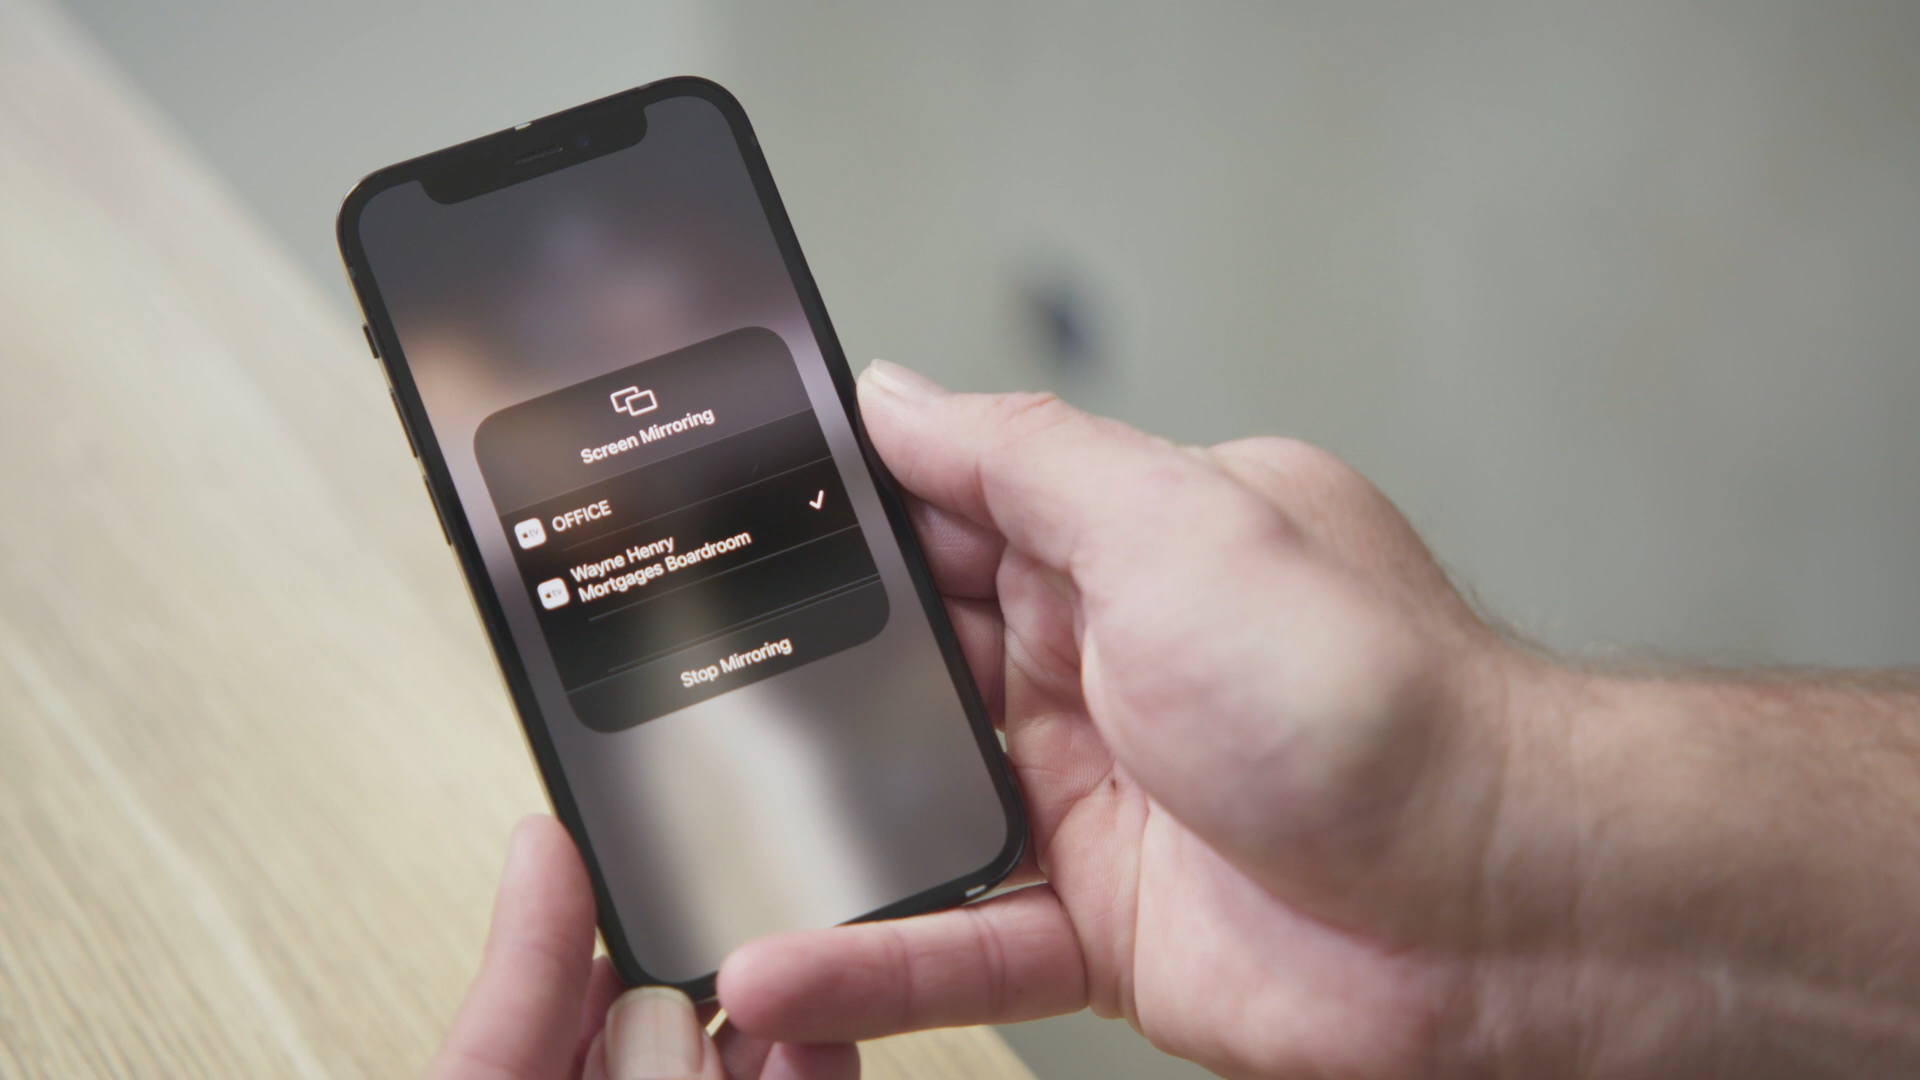 Screen Mirroring
OFFICE
Wayne Henry
Mortgages Boardroom
Stop Mirroring